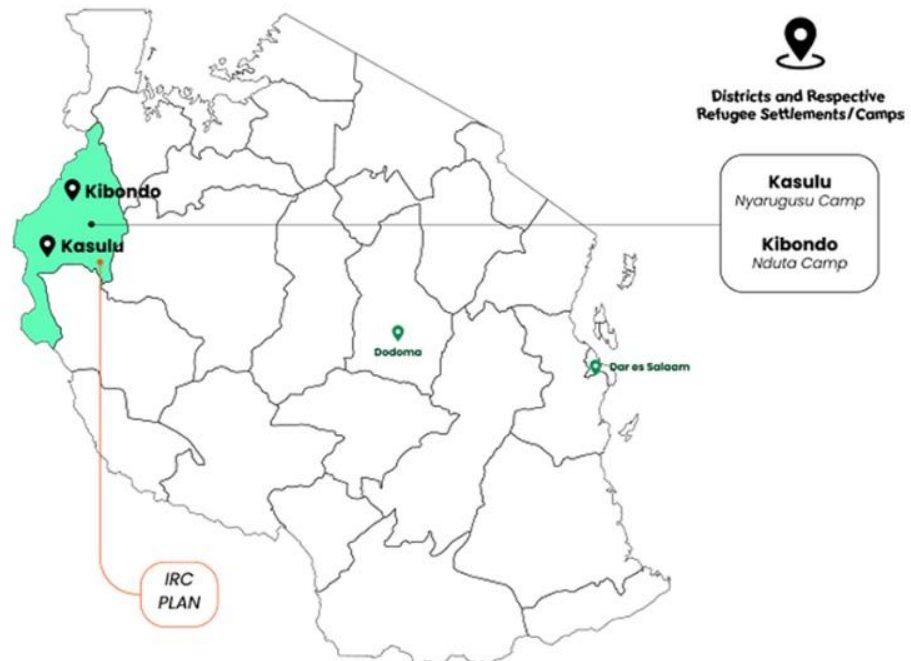 Districts and Respective
Refugee Settlements/Camps
Kasulu
Nyarugusu Camp
Kibondo
Nduta Camp
Kibondo
Kasulu
Dodoma
Dar es Salaam
IRC
PLAN